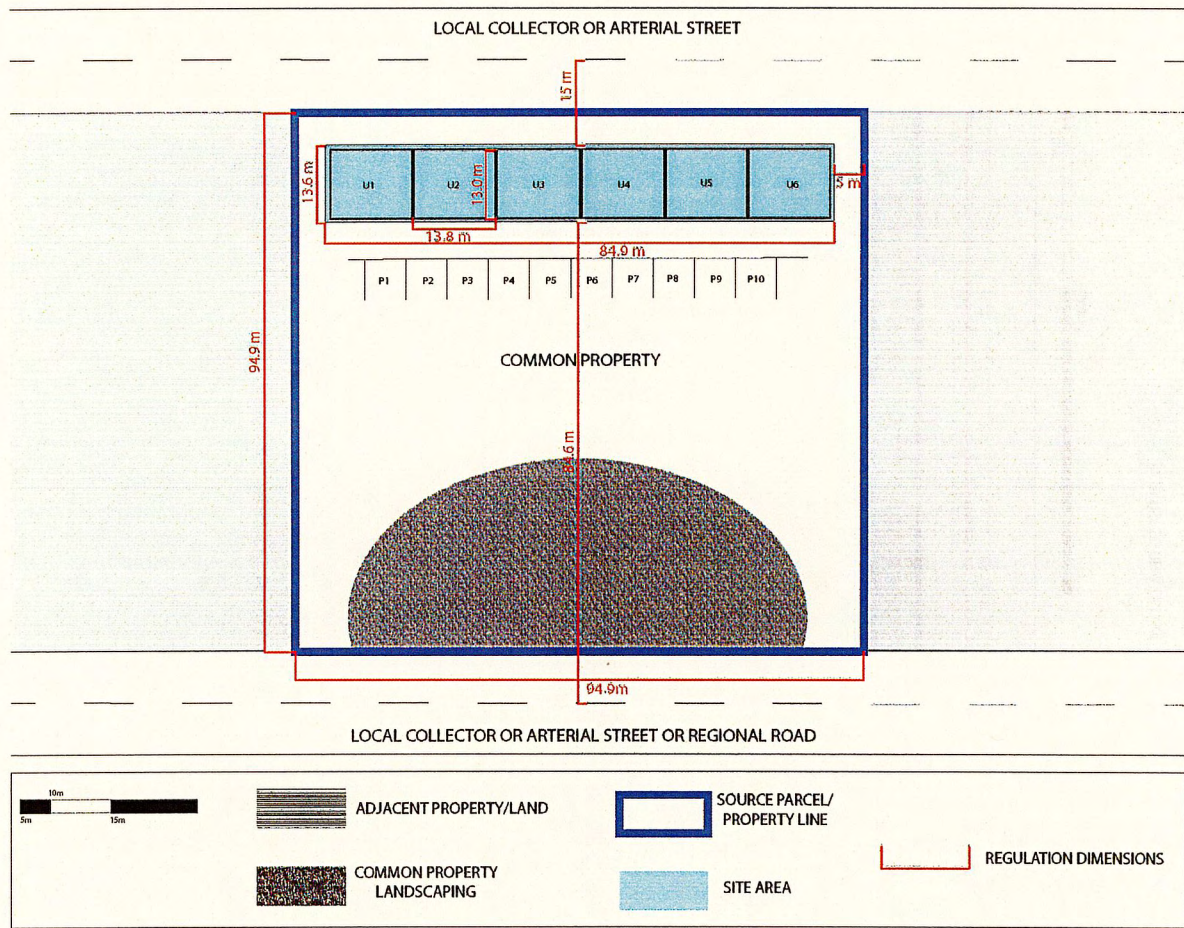 LOCAL COLLECTOR OR ARTERIAL STREET
15 m
13.6 m
U1
U2
13.0 m
U3
U4
U5
U6
5 m
13.8 m
84.9 m
P1
P2
P3
P4
P5
P6
P7
P8
P9
P10
94.9 m
COMMON PROPERTY
94.9m
LOCAL COLLECTOR OR ARTERIAL STREET OR REGIONAL ROAD
10m
5m
15m
ADJACENT PROPERTY/LAND
COMMON PROPERTY
LANDSCAPING
SOURCE PARCEL/
PROPERTY LINE
SITE AREA
REGULATION DIMENSIONS